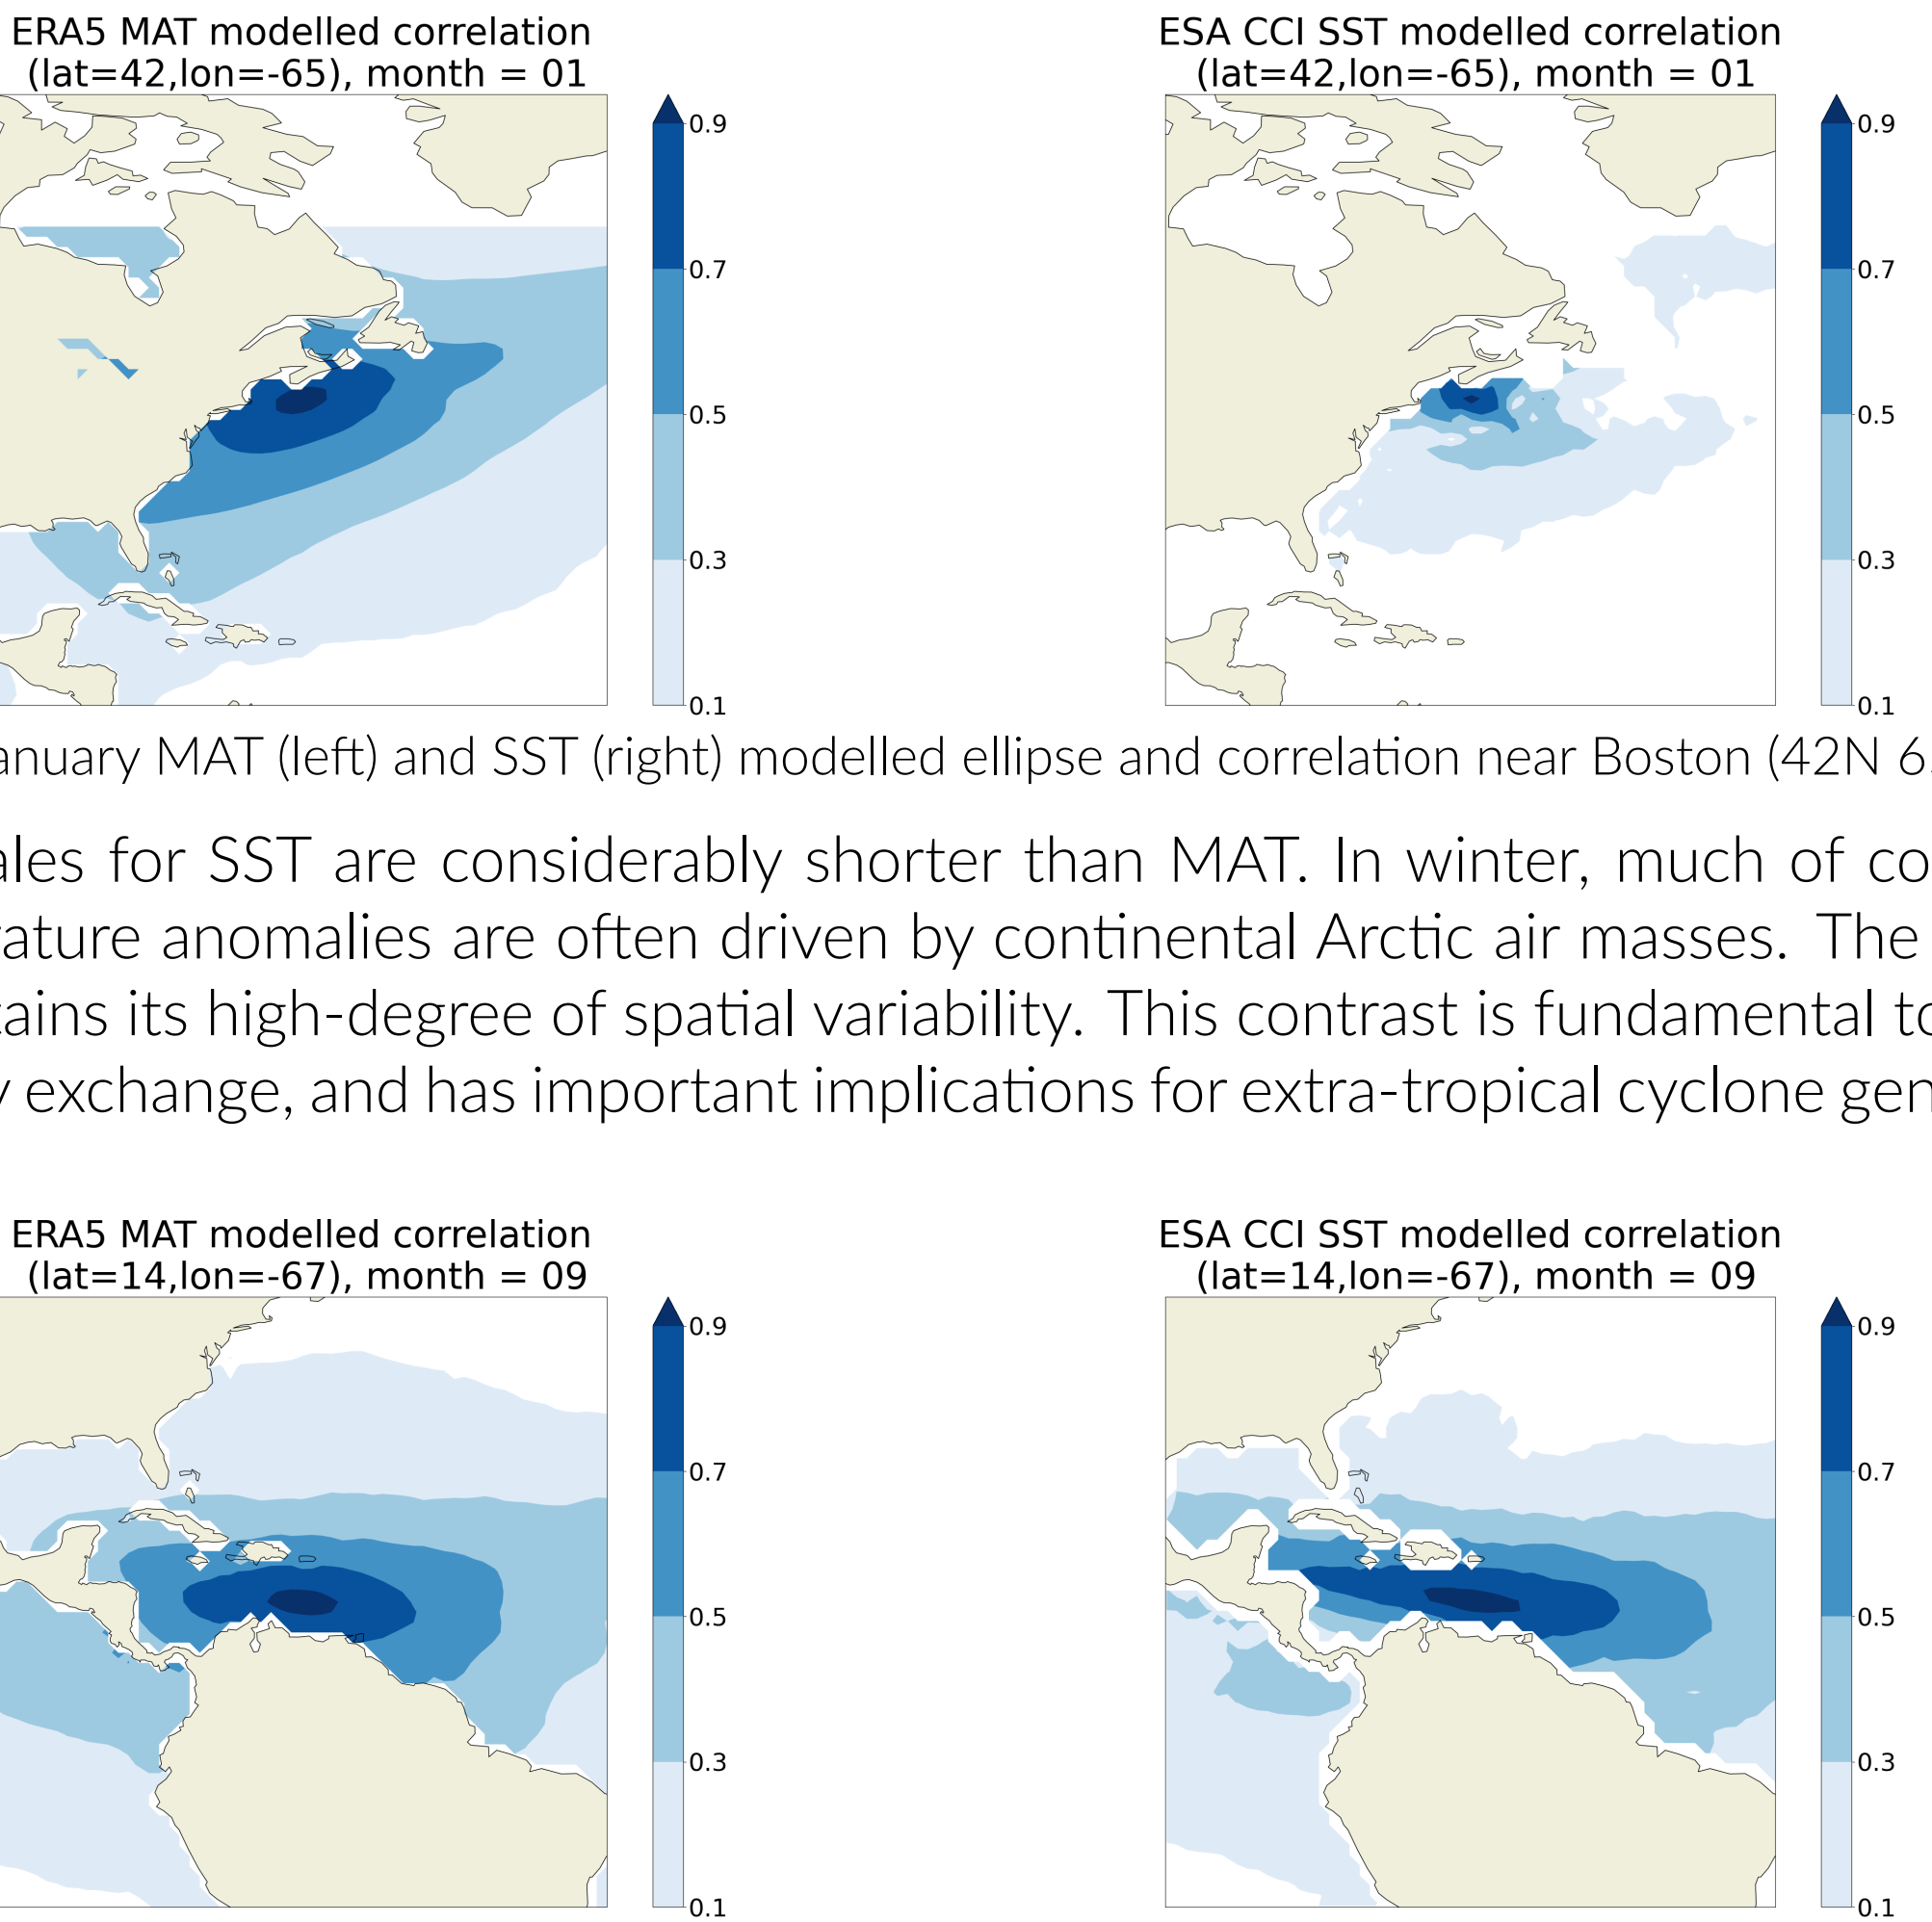 ERA5 MAT modelled correlation
(lat=42,lon=-65), month = 01
0.9
0.7
0.5
0.3
0.1
ESA CCI SST modelled correlation
(lat=42,lon=-65), month = 01
0.9
0.7
0.5
0.3
0.1
anuary MAT (left) and SST (right) modelled ellipse and correlation near Boston (42N 6
ales for SST are considerably shorter than MAT. In winter, much of co
rature anomalies are often driven by continental Arctic air masses. The
tains its high-degree of spatial variability. This contrast is fundamental to
y exchange, and has important implications for extra-tropical cyclone gen
ERA5 MAT modelled correlation
(lat=14,lon=-67), month = 09
0.9
0.7
0.5
0.3
0.1
ESA CCI SST modelled correlation
(lat=14,lon=-67), month = 09
0.9
0.7
0.5
0.3
0.1